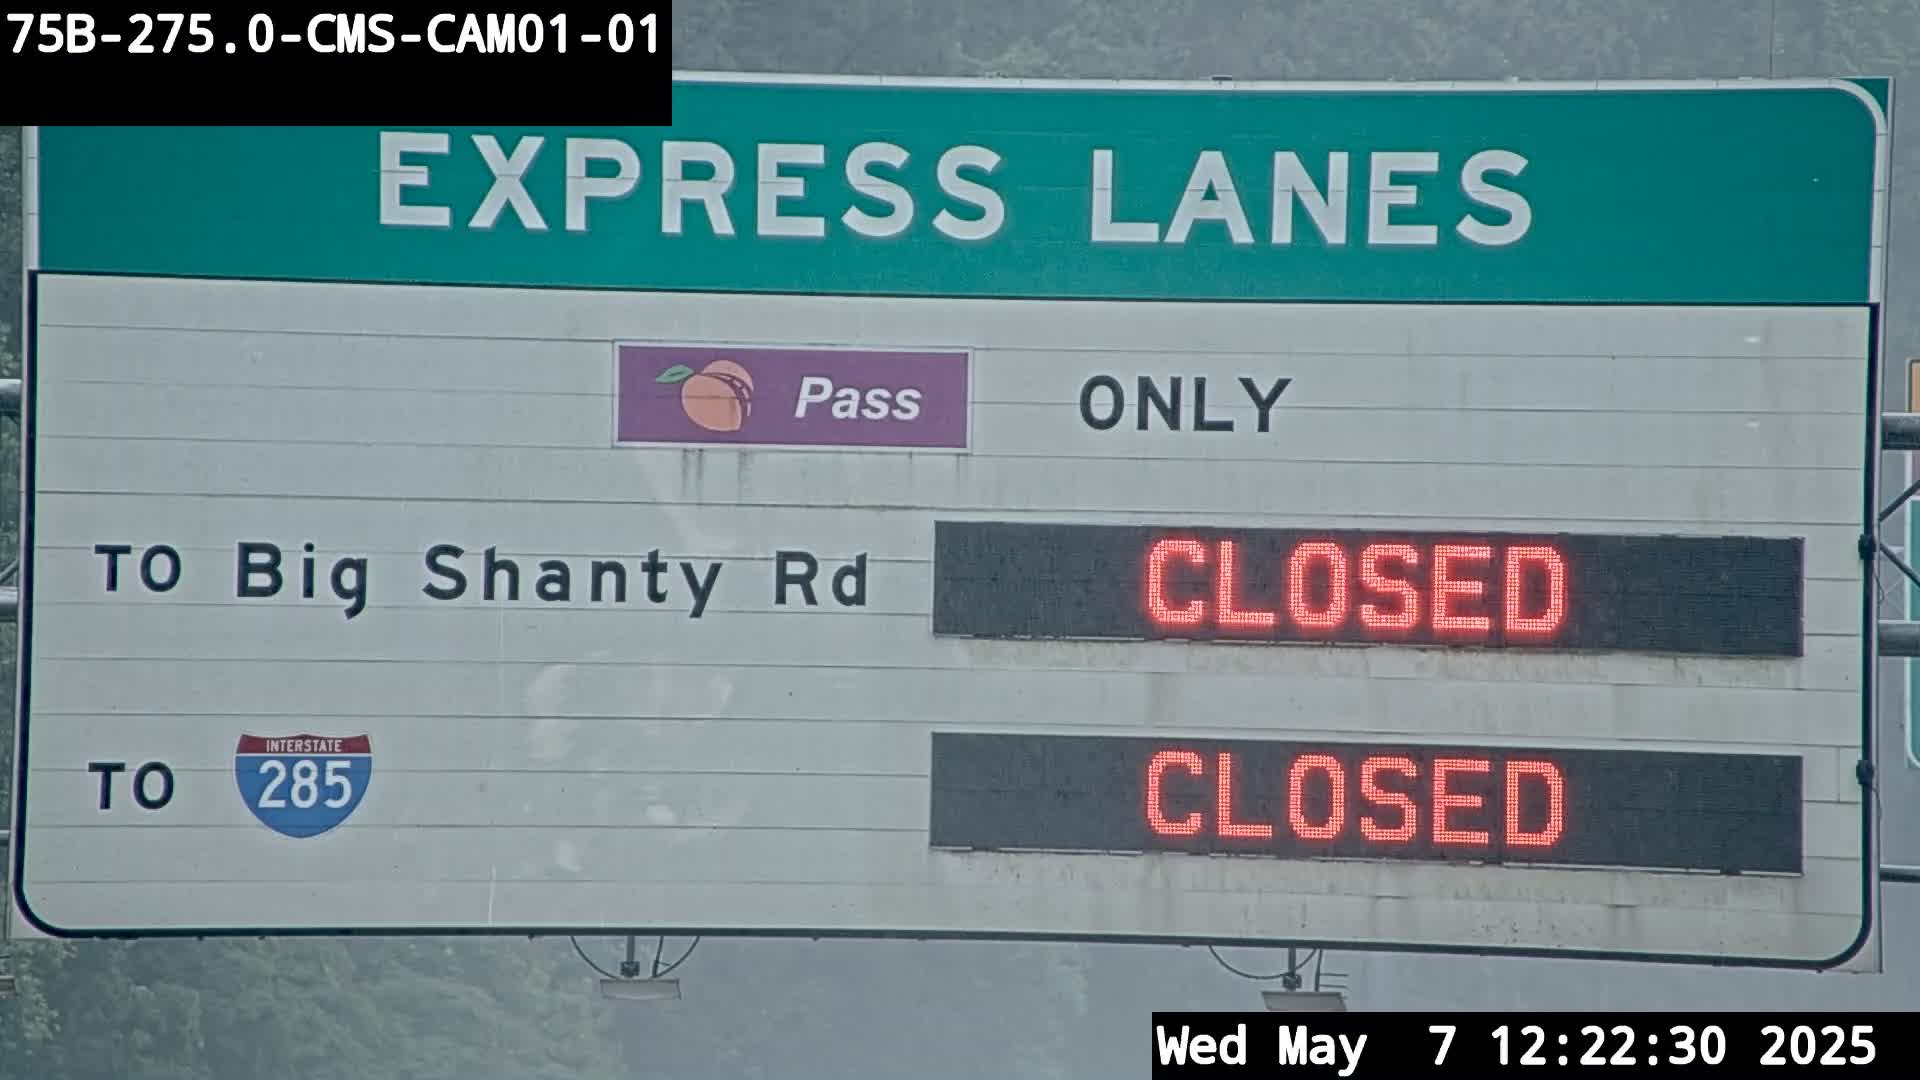 75B-275.0-CMS-CAM01-01
EXPRESS LANES
Pass ONLY
TO Big Shanty Rd CLOSED
TO INTERSTATE 285 CLOSED
Wed May 7 12:22:30 2025